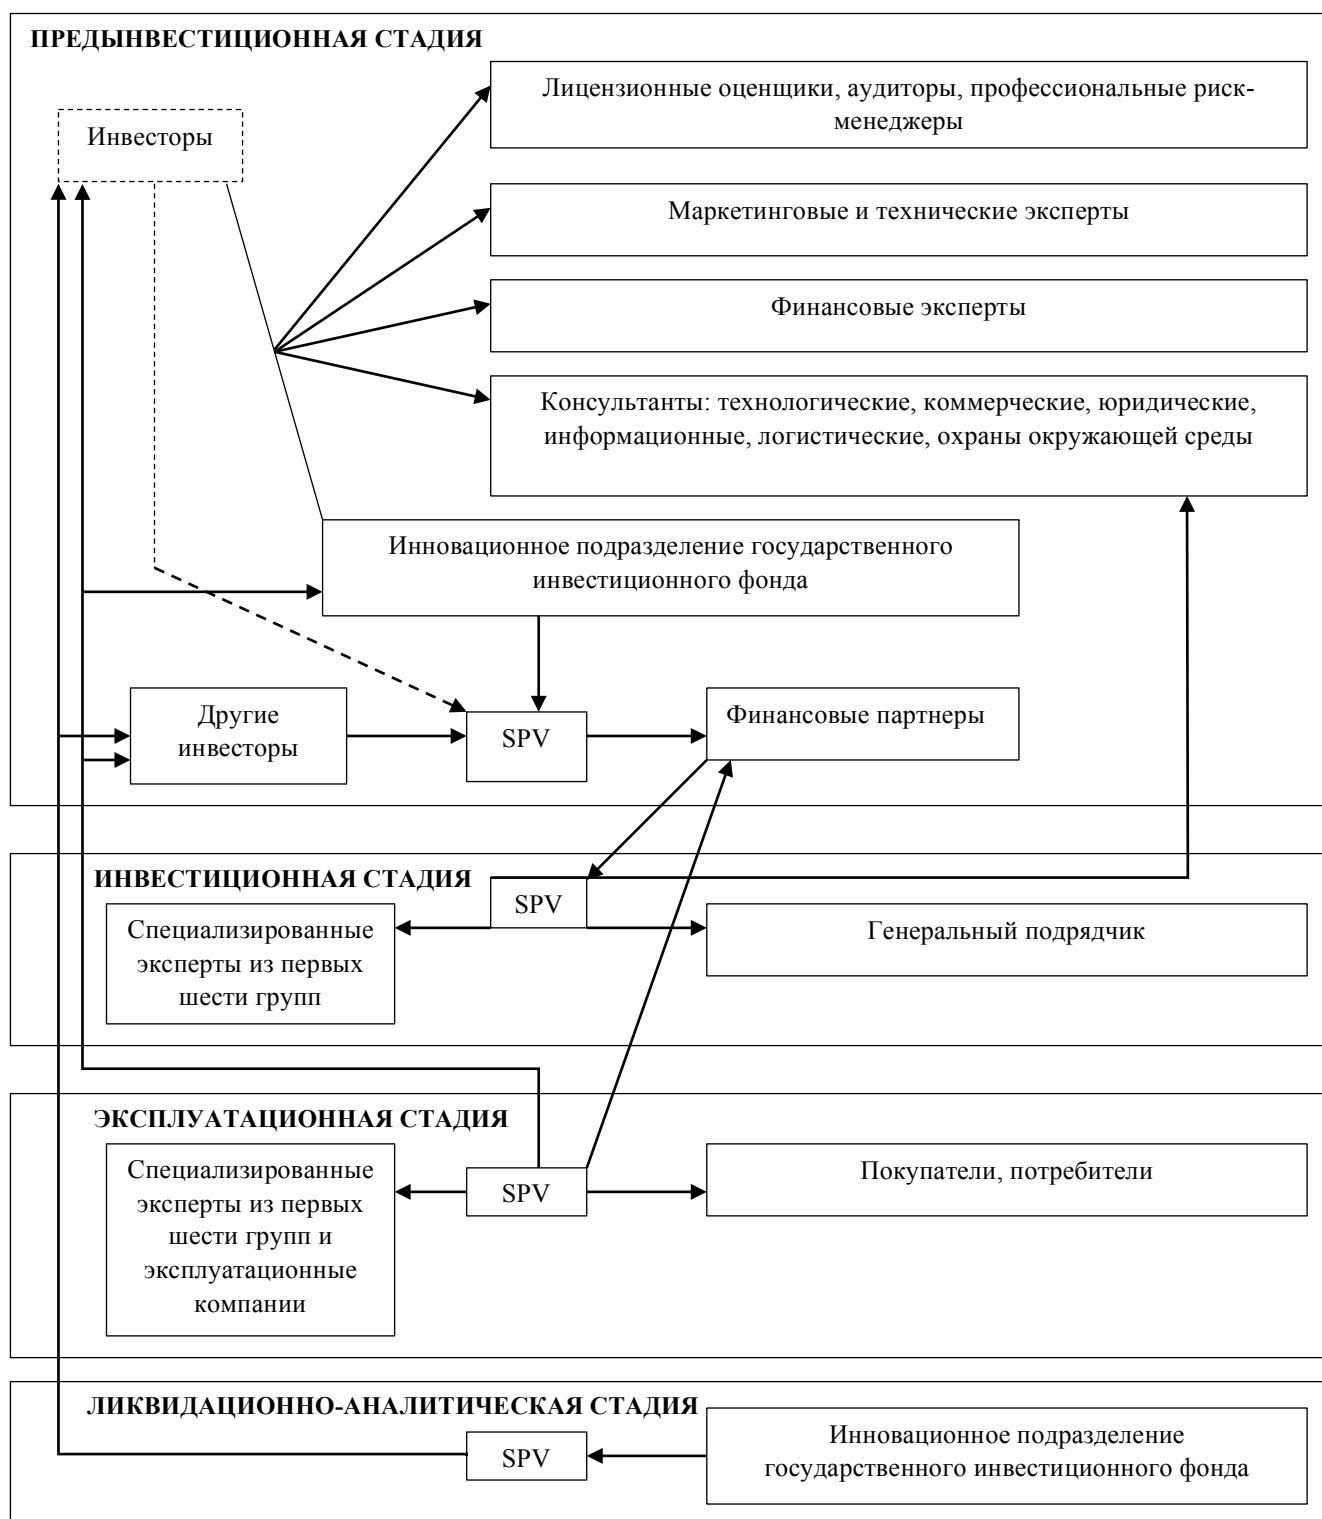 ПРЕДЫНВЕСТИЦИОННАЯ СТАДИЯ
Лицензионные оценщики, аудиторы, профессиональные риск-
менеджеры
Инвесторы
Маркетинговые и технические эксперты
Финансовые эксперты
Консультанты: технологические, коммерческие, юридические,
информационные, логистические, охраны окружающей среды
Инновационное подразделение государственного
инвестиционного фонда
Другие
инвесторы
SPV
Финансовые партнеры
ИНВЕСТИЦИОННАЯ СТАДИЯ
Специализированные
эксперты из первых
шести групп
SPV
Генеральный подрядчик
ЭКСПЛУАТАЦИОННАЯ СТАДИЯ
Специализированные
эксперты из первых
шести групп и
эксплуатационные
компании
SPV
Покупатели, потребители
ЛИКВИДАЦИОННО-АНАЛИТИЧЕСКАЯ СТАДИЯ
SPV
Инновационное подразделение
государственного инвестиционного фонда